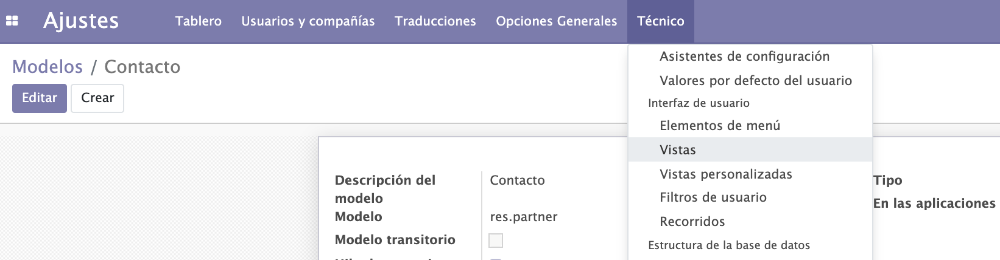 Ajustes Tablero Usuarios y compañías Traducciones Opciones Generales Técnico
Modelos / Contacto
Editar Crear
Asistentes de configuración
Valores por defecto del usuario
Interfaz de usuario
Elementos de menú
Vistas
Vistas personalizadas
Filtros de usuario
Recorridos
Estructura de la base de datos
Descripción del modelo Contacto
Modelo res.partner
Modelo transitorio
Tipo
En las aplicaciones